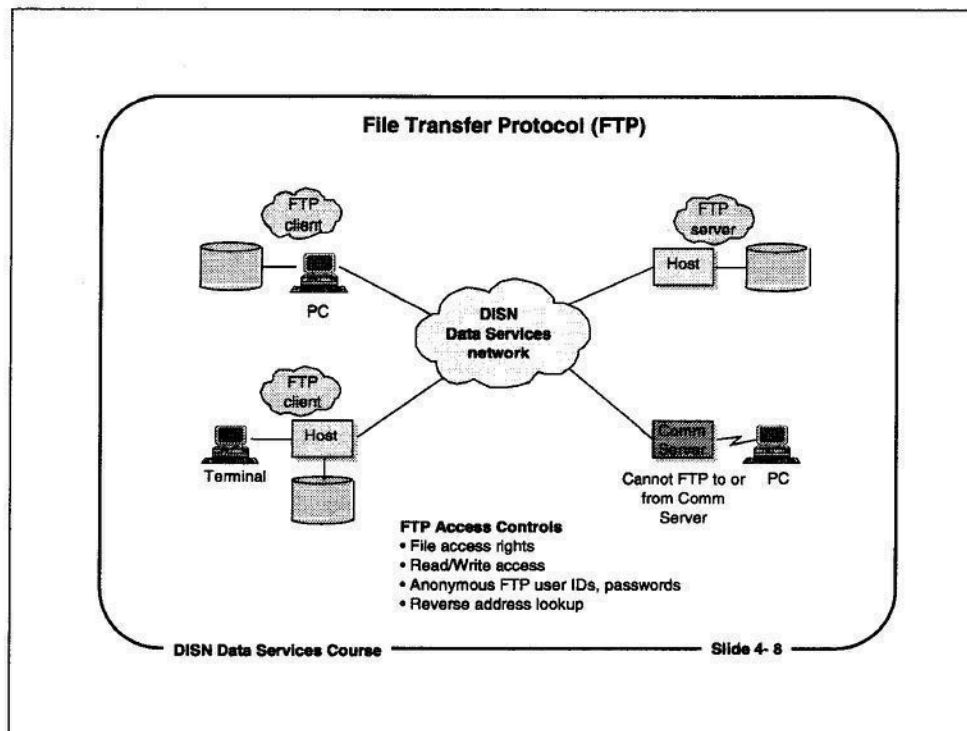 File Transfer Protocol (FTP)
FTP
client
PC
FTP
server
Host
DISN
Data Services
network
FTP
client
Host
Terminal
Comm
Server
Cannot FTP to or
from Comm
Server
PC
FTP Access Controls
• File access rights
• Read/Write access
• Anonymous FTP user IDs, passwords
• Reverse address lookup
DISN Data Services Course
Slide 4- 8